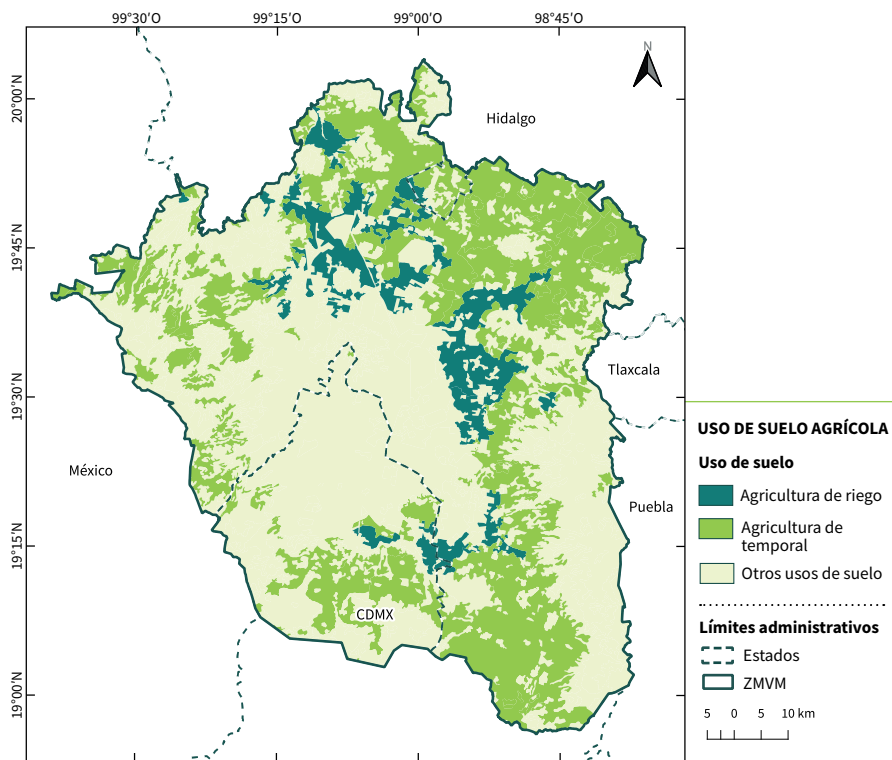 99°30'O 99°15'O 99°00'O 98°45'O
N
20°00'N
Hidalgo
19°45'N
Tlaxcala
19°30'N
México
Puebla
19°15'N
CDMX
19°00'N
USO DE SUELO AGRÍCOLA
Uso de suelo
Agricultura de riego
Agricultura de
temporal
Otros usos de suelo
Límites administrativos
Estados
ZMVM
5 0 5 10 km